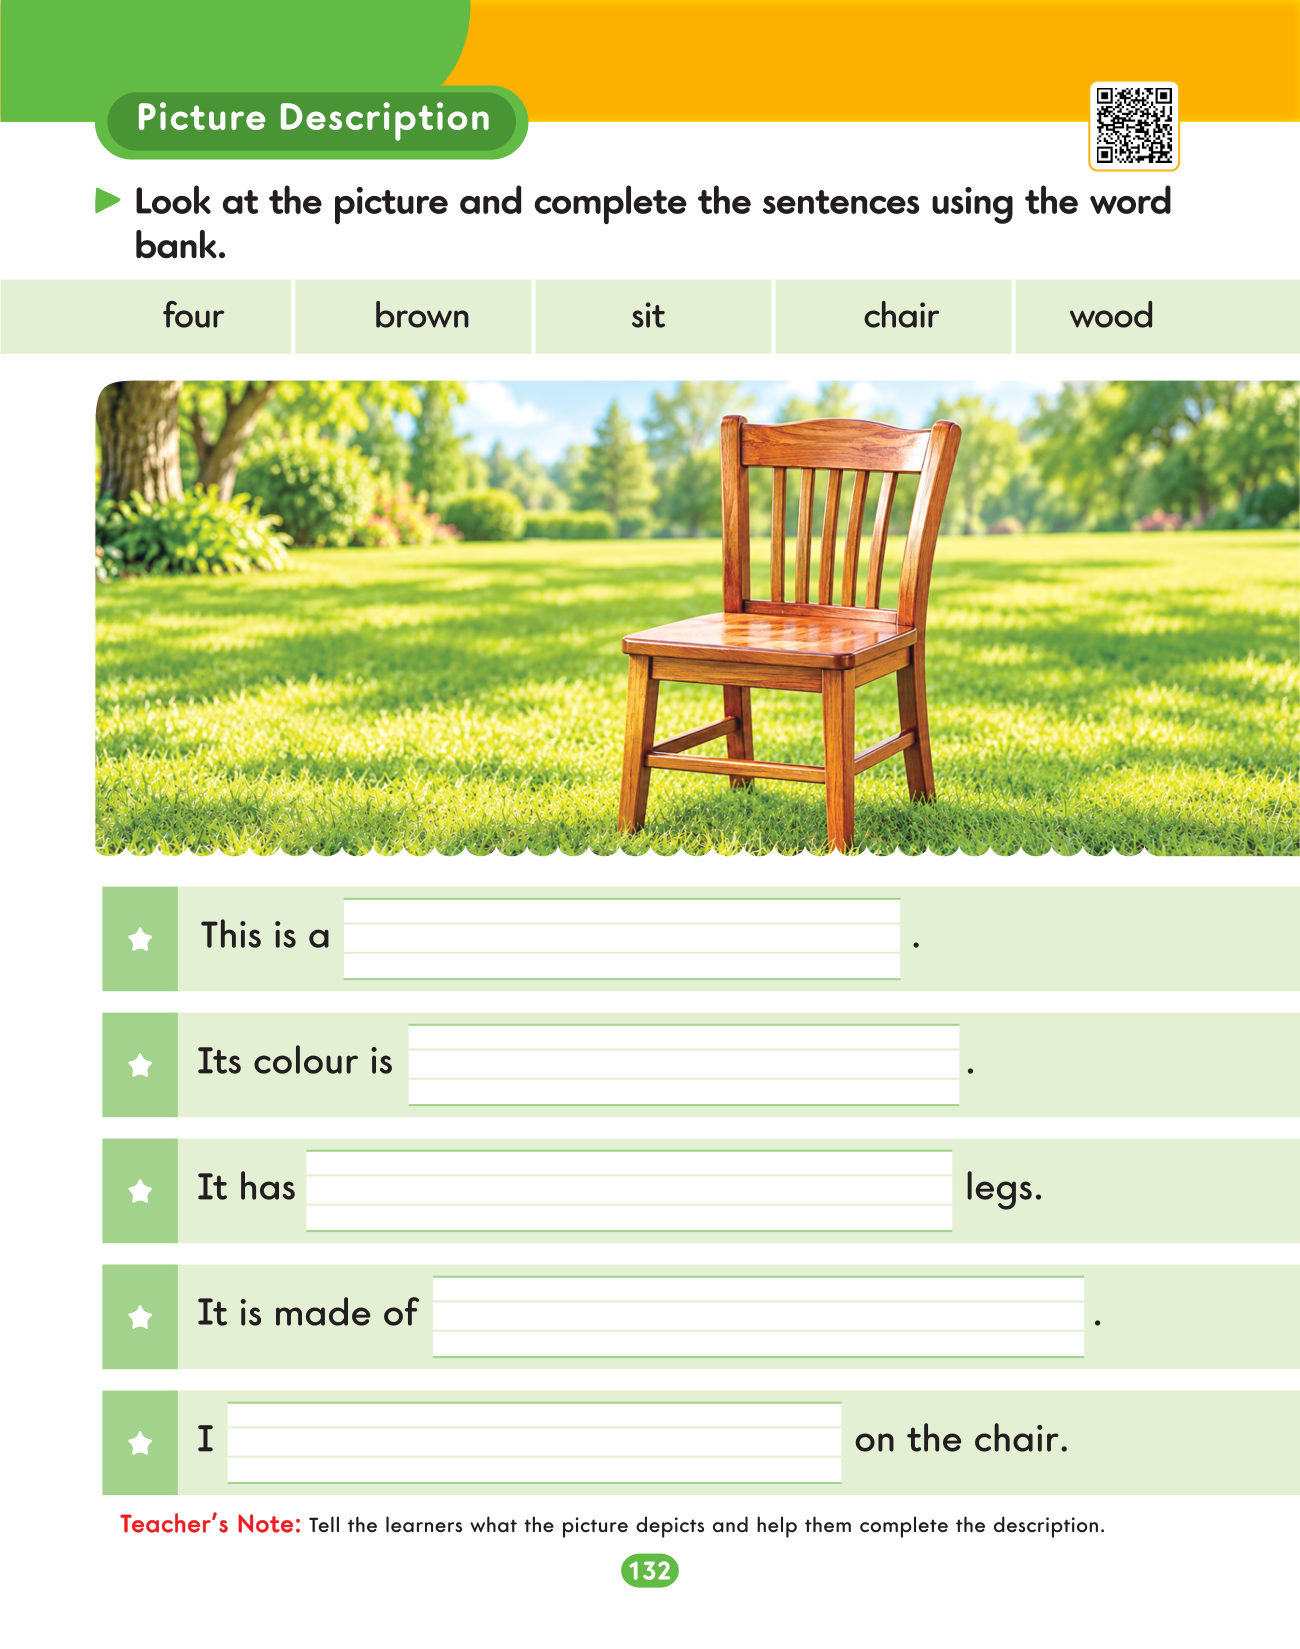 Picture Description
Look at the picture and complete the sentences using the word
bank.
four brown sit chair wood
This is a .
Its colour is .
It has legs.
It is made of .
I on the chair.
Teacher's Note: Tell the learners what the picture depicts and help them complete the description.
132